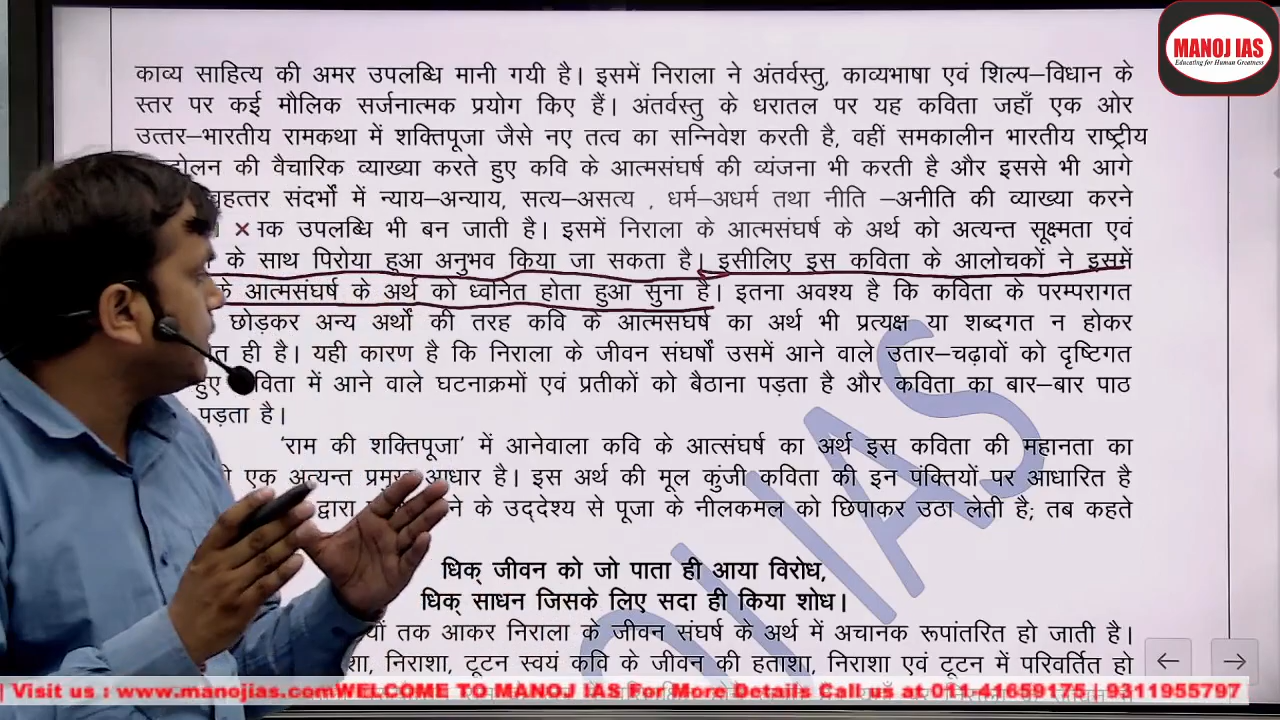 MANOJ IAS
Educating for Human Greatness
काव्य साहित्य की अमर उपलब्धि मानी गयी है। इसमें निराला ने अंतर्वस्तु, काव्यभाषा एवं शिल्प–विधान के
स्तर पर कई मौलिक सर्जनात्मक प्रयोग किए हैं। अंतर्वस्तु के धरातल पर यह कविता जहाँ एक ओर
उत्तर–भारतीय रामकथा में शक्तिपूजा जैसे नए तत्व का सन्निवेश करती है, वहीं समकालीन भारतीय राष्ट्रीय
की वैचारिक व्याख्या करते हुए कवि के आत्मसंघर्ष की व्यंजना भी करती है और इससे भी आगे
संदर्भों में न्याय–अन्याय, सत्य–असत्य , धर्म–अधर्म तथा नीति –अनीति की व्याख्या करने
उपलब्धि भी बन जाती है। इसमें निराला के आत्मसंघर्ष के अर्थ को अत्यन्त सूक्ष्मता एवं
के साथ पिरोया हुआ अनुभव किया जा सकता है। इसीलिए इस कविता के आलोचकों ने इसमें
के आत्मसंघर्ष के अर्थ को ध्वनित होता हुआ सुना है। इतना अवश्य है कि कविता के परम्परागत
छोड़कर अन्य अर्थों की तरह कवि के आत्मसंघर्ष का अर्थ भी प्रत्यक्ष या शब्दगत न होकर
ही है। यही कारण है कि निराला के जीवन संघर्षों उसमें आने वाले उतार–चढ़ावों को दृष्टिगत
हुए कविता में आने वाले घटनाक्रमों एवं प्रतीकों को बैठाना पड़ता है और कविता का बार–बार पाठ
पड़ता है।
'राम की शक्तिपूजा' में आनेवाला कवि के आत्संघर्ष का अर्थ इस कविता की महानता का
एक अत्यन्त प्रमुख आधार है। इस अर्थ की मूल कुंजी कविता की इन पंक्तियों पर आधारित है
द्वारा के उद्देश्य से पूजा के नीलकमल को छिपाकर उठा लेती है; तब कहते
धिक् जीवन को जो पाता ही आया विरोध,
धिक् साधन जिसके लिए सदा ही किया शोध।
तक आकर निराला के जीवन संघर्ष के अर्थ में अचानक रूपांतरित हो जाती है।
निराशा, टूटन स्वयं कवि के जीवन की हताशा, निराशा एवं टूटन में परिवर्तित हो
| Visit us : www.manojias.comWELCOME TO MANOJ IAS For More Details Call us at 011-41659175 | 9311955797